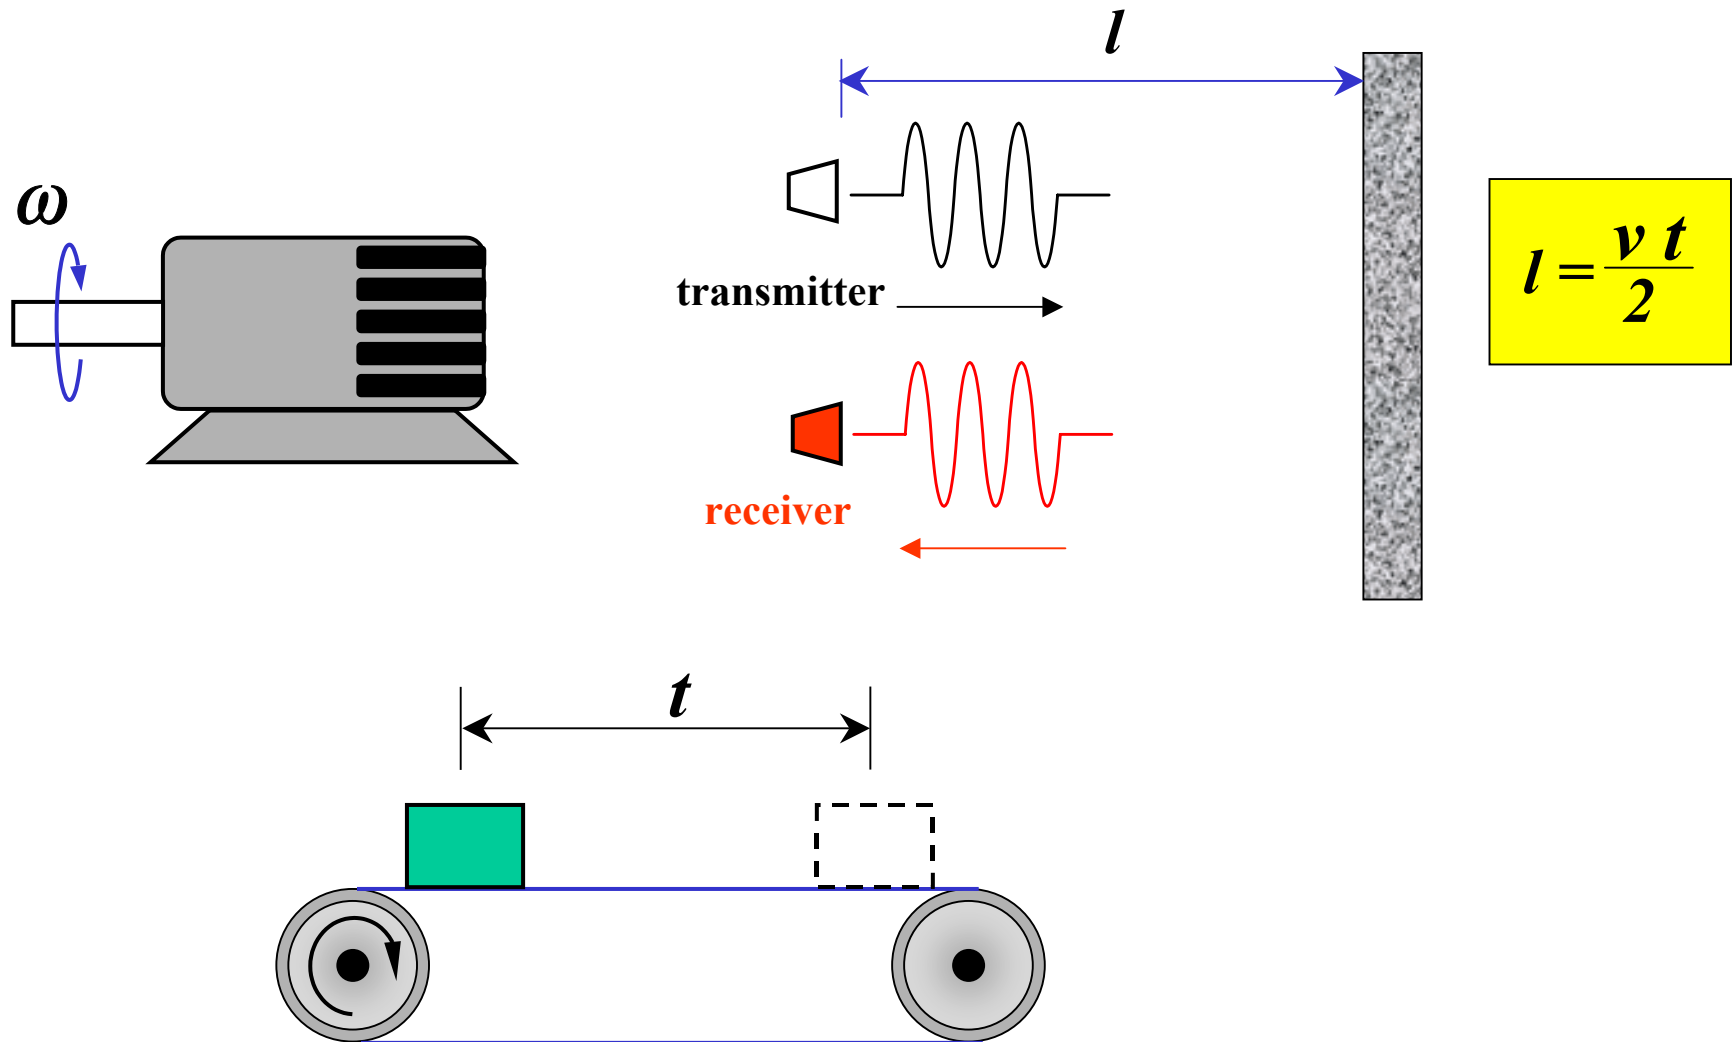 l
ω
transmitter
l = v t / 2
receiver
t